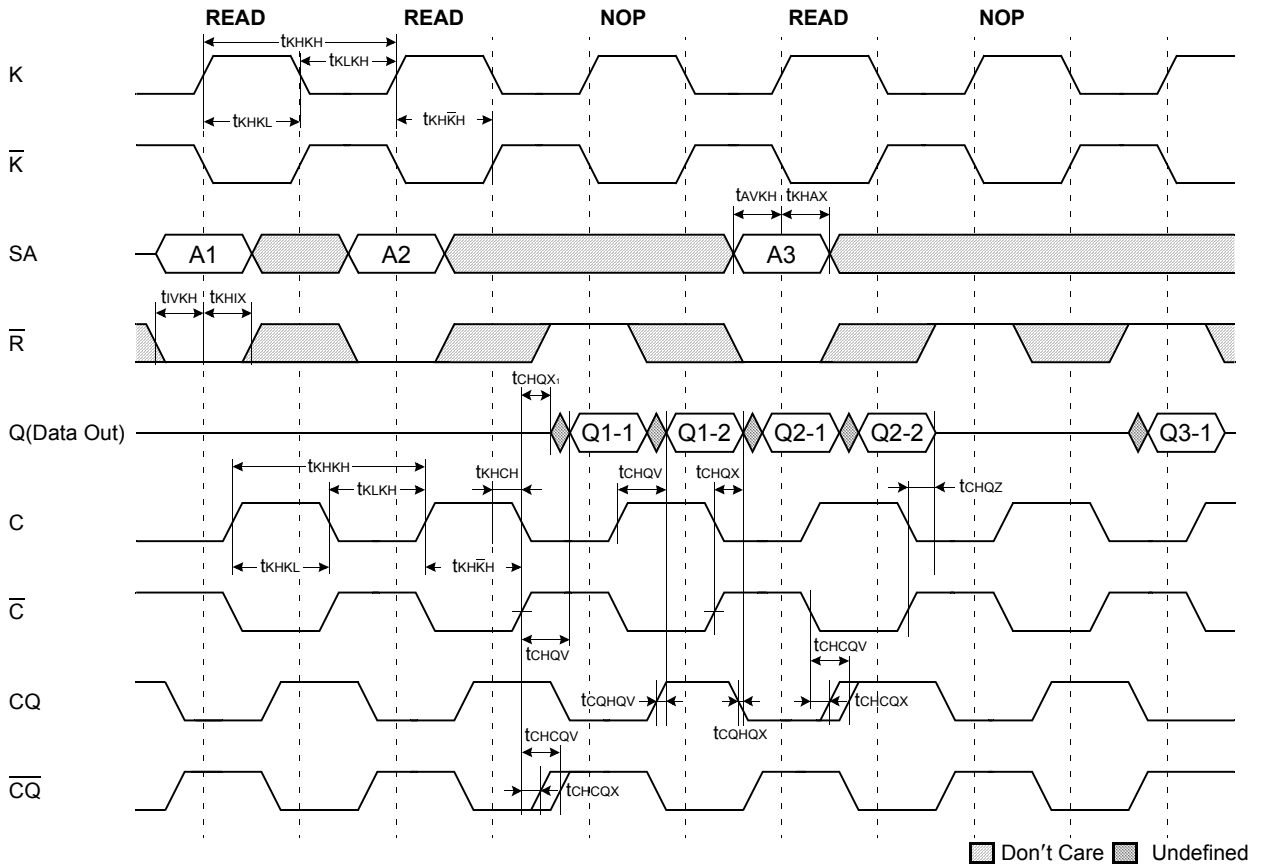 READ READ NOP READ NOP
tKHKH
tKLKH
K
tKHKL tKHK̅H
K̅
tAVKH tKHAX
SA A1 A2 A3
tIVKH tKHIX
R̅
tCHQX1
Q(Data Out) Q1-1 Q1-2 Q2-1 Q2-2 Q3-1
tKHKH tKHCH tCHQV tCHQX
tKLKH tCHQZ
C
tKHKL tKHK̅H
C̅
tCHQV tCHCQV
CQ tCQHQV tCHCQX
tCQHQX
tCHCQV
C̅Q̅ tCHCQX
Don't Care Undefined